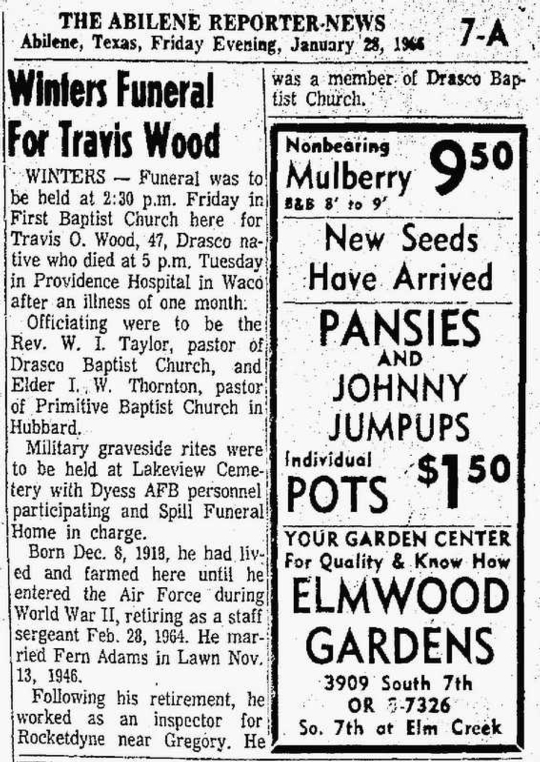 THE ABILENE REPORTER-NEWS
Abilene, Texas, Friday Evening, January 28, 1966
7-A
Winters Funeral
For Travis Wood
WINTERS — Funeral was to
be held at 2:30 p.m. Friday in
First Baptist Church here for
Travis O. Wood, 47, Drasco na-
tive who died at 5 p.m. Tuesday
in Providence Hospital in Waco
after an illness of one month.
Officiating were to be the
Rev. W. I. Taylor, pastor of
Drasco Baptist Church, and
Elder I. W. Thornton, pastor
of Primitive Baptist Church in
Hubbard.
Military graveside rites were
to be held at Lakeview Ceme-
tery with Dyess AFB personnel
participating and Spill Funeral
Home in charge.
Born Dec. 8, 1918, he had liv-
ed and farmed here until he
entered the Air Force during
World War II, retiring as a staff
sergeant Feb. 28, 1964. He mar-
ried Fern Adams in Lawn Nov.
13, 1946.
Following his retirement, he
worked as an inspector for
Rocketdyne near Gregory. He
was a member of Drasco Bap-
tist Church.
Nonbearing
Mulberry 9 50
B&B 8' to 9'
New Seeds
Have Arrived
PANSIES
AND
JOHNNY
JUMPUPS
Individual
POTS $1 50
YOUR GARDEN CENTER
For Quality & Know How
ELMWOOD
GARDENS
3909 South 7th
OR -7326
So. 7th at Elm Creek